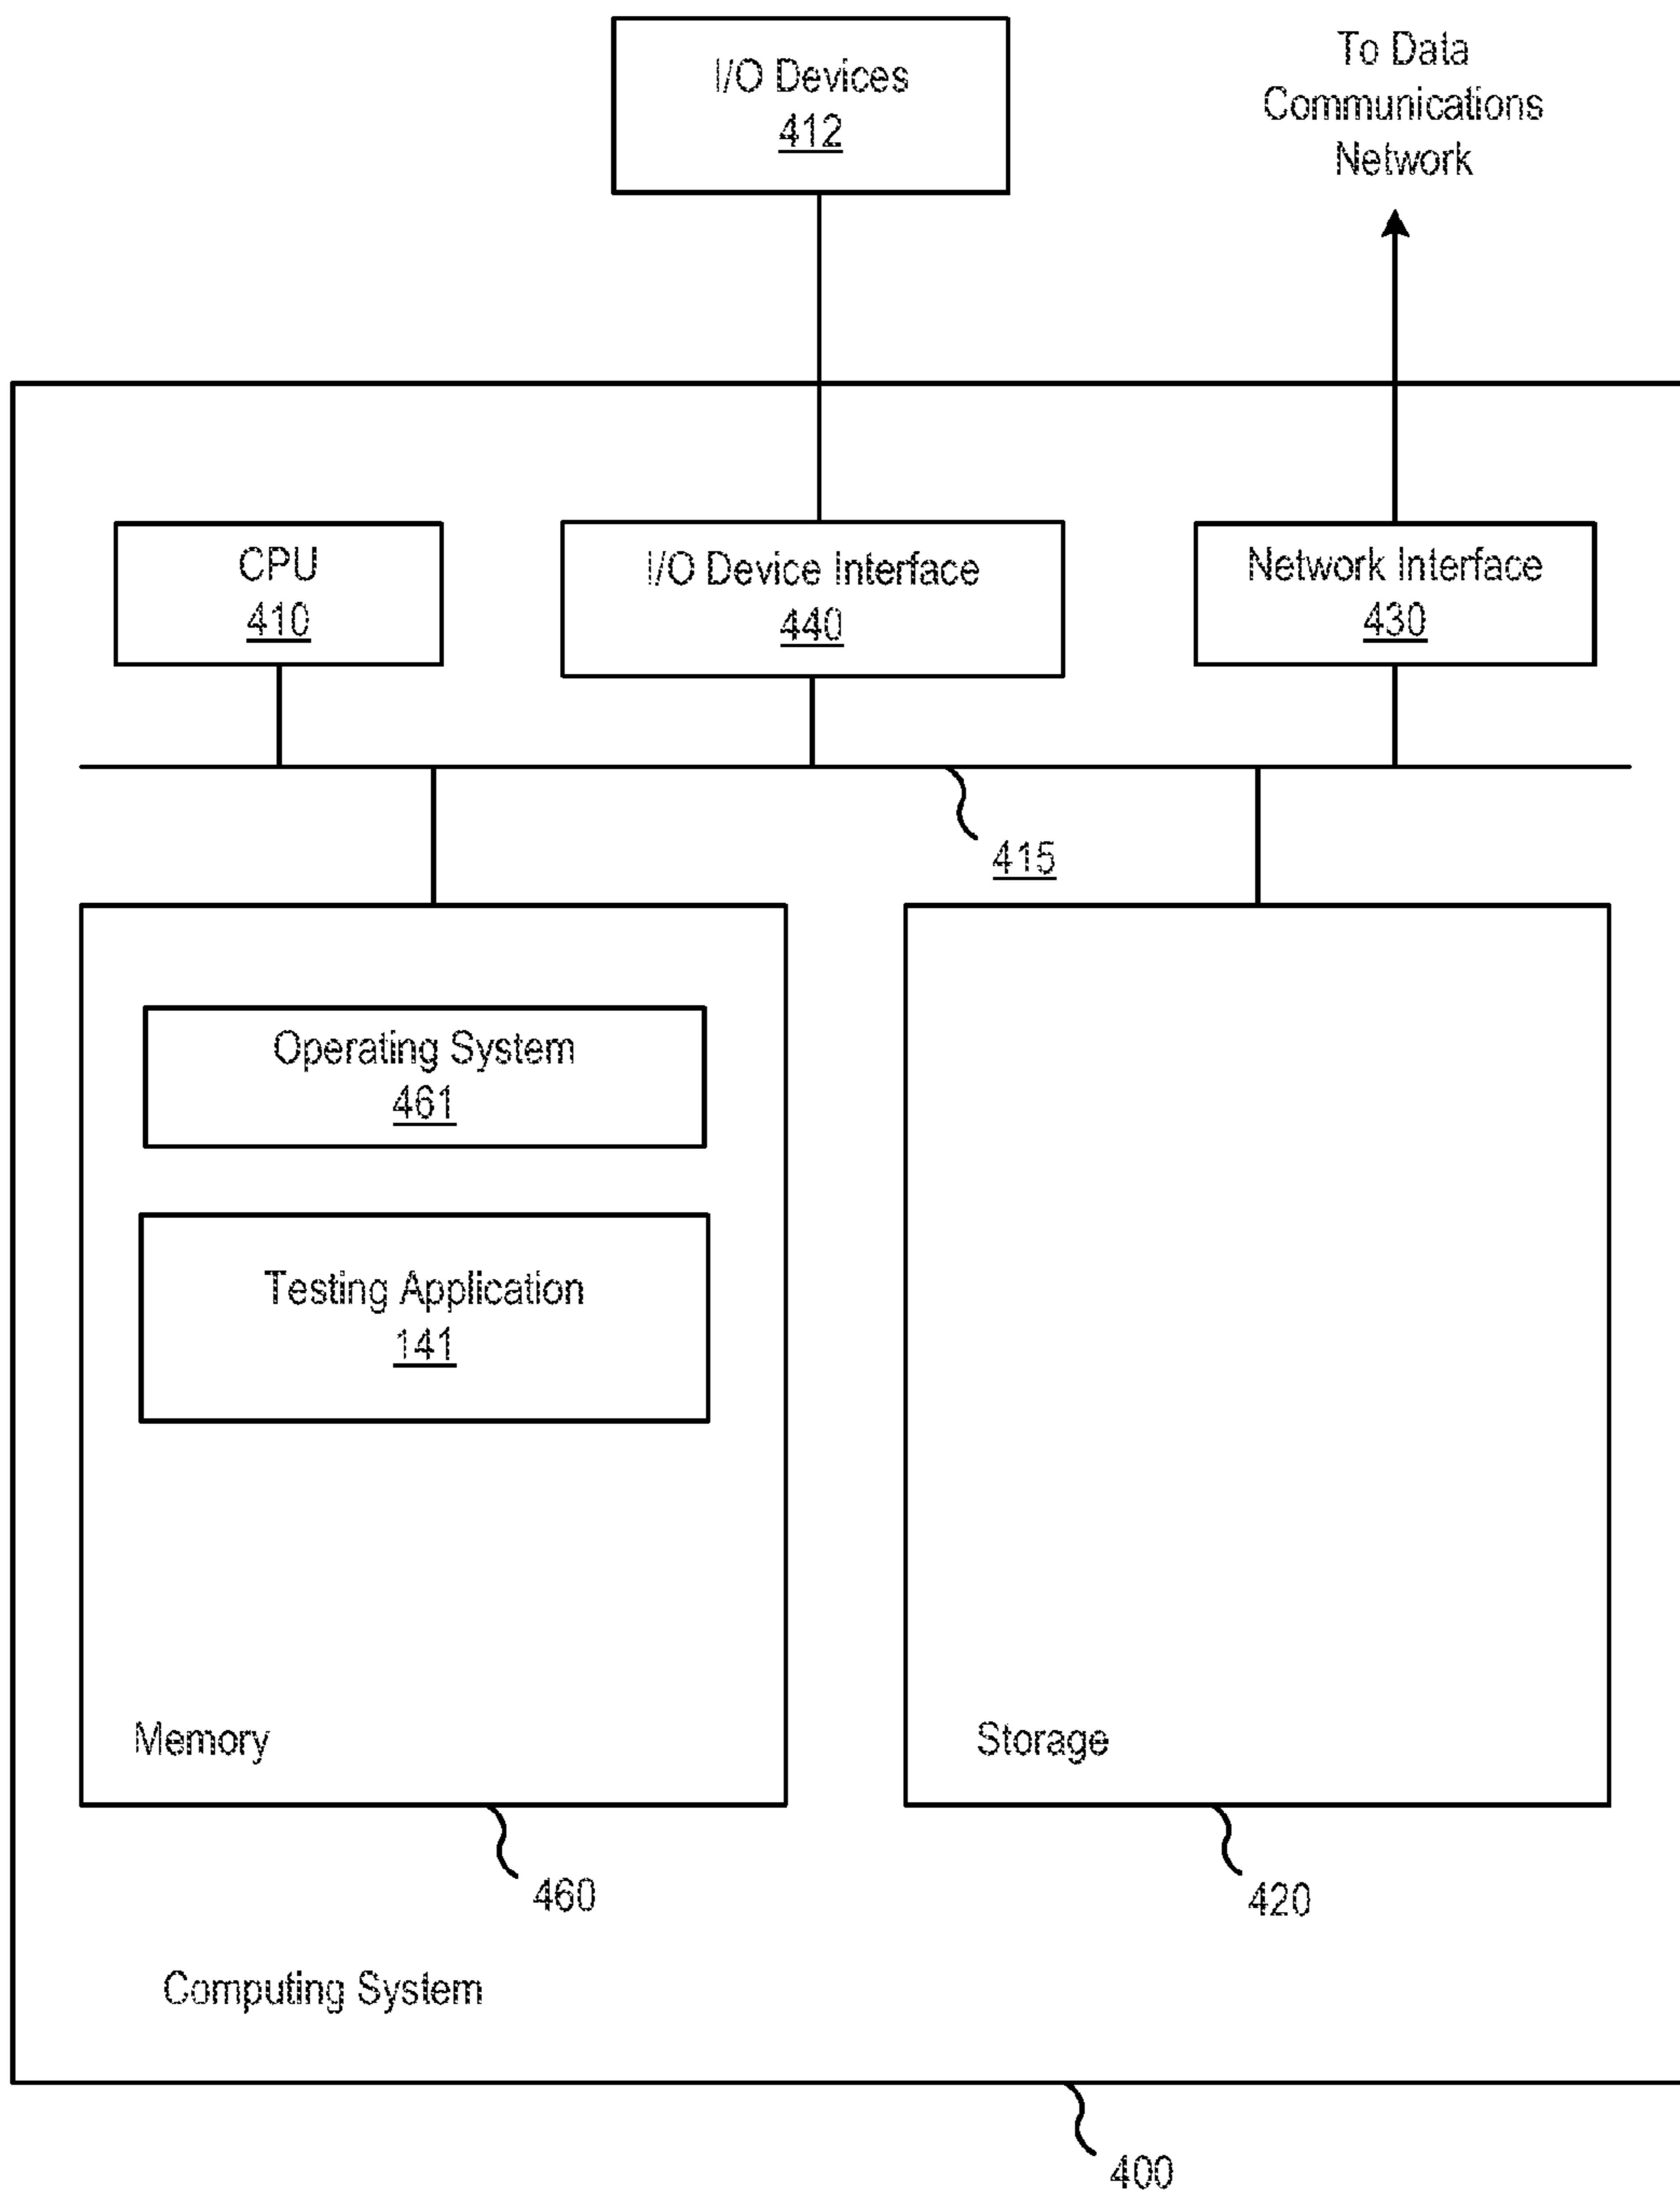 I/O Devices
412
To Data
Communications
Network
CPU
410
I/O Device Interface
440
Network Interface
430
415
Operating System
461
Testing Application
141
Memory
Storage
460
420
Computing System
400